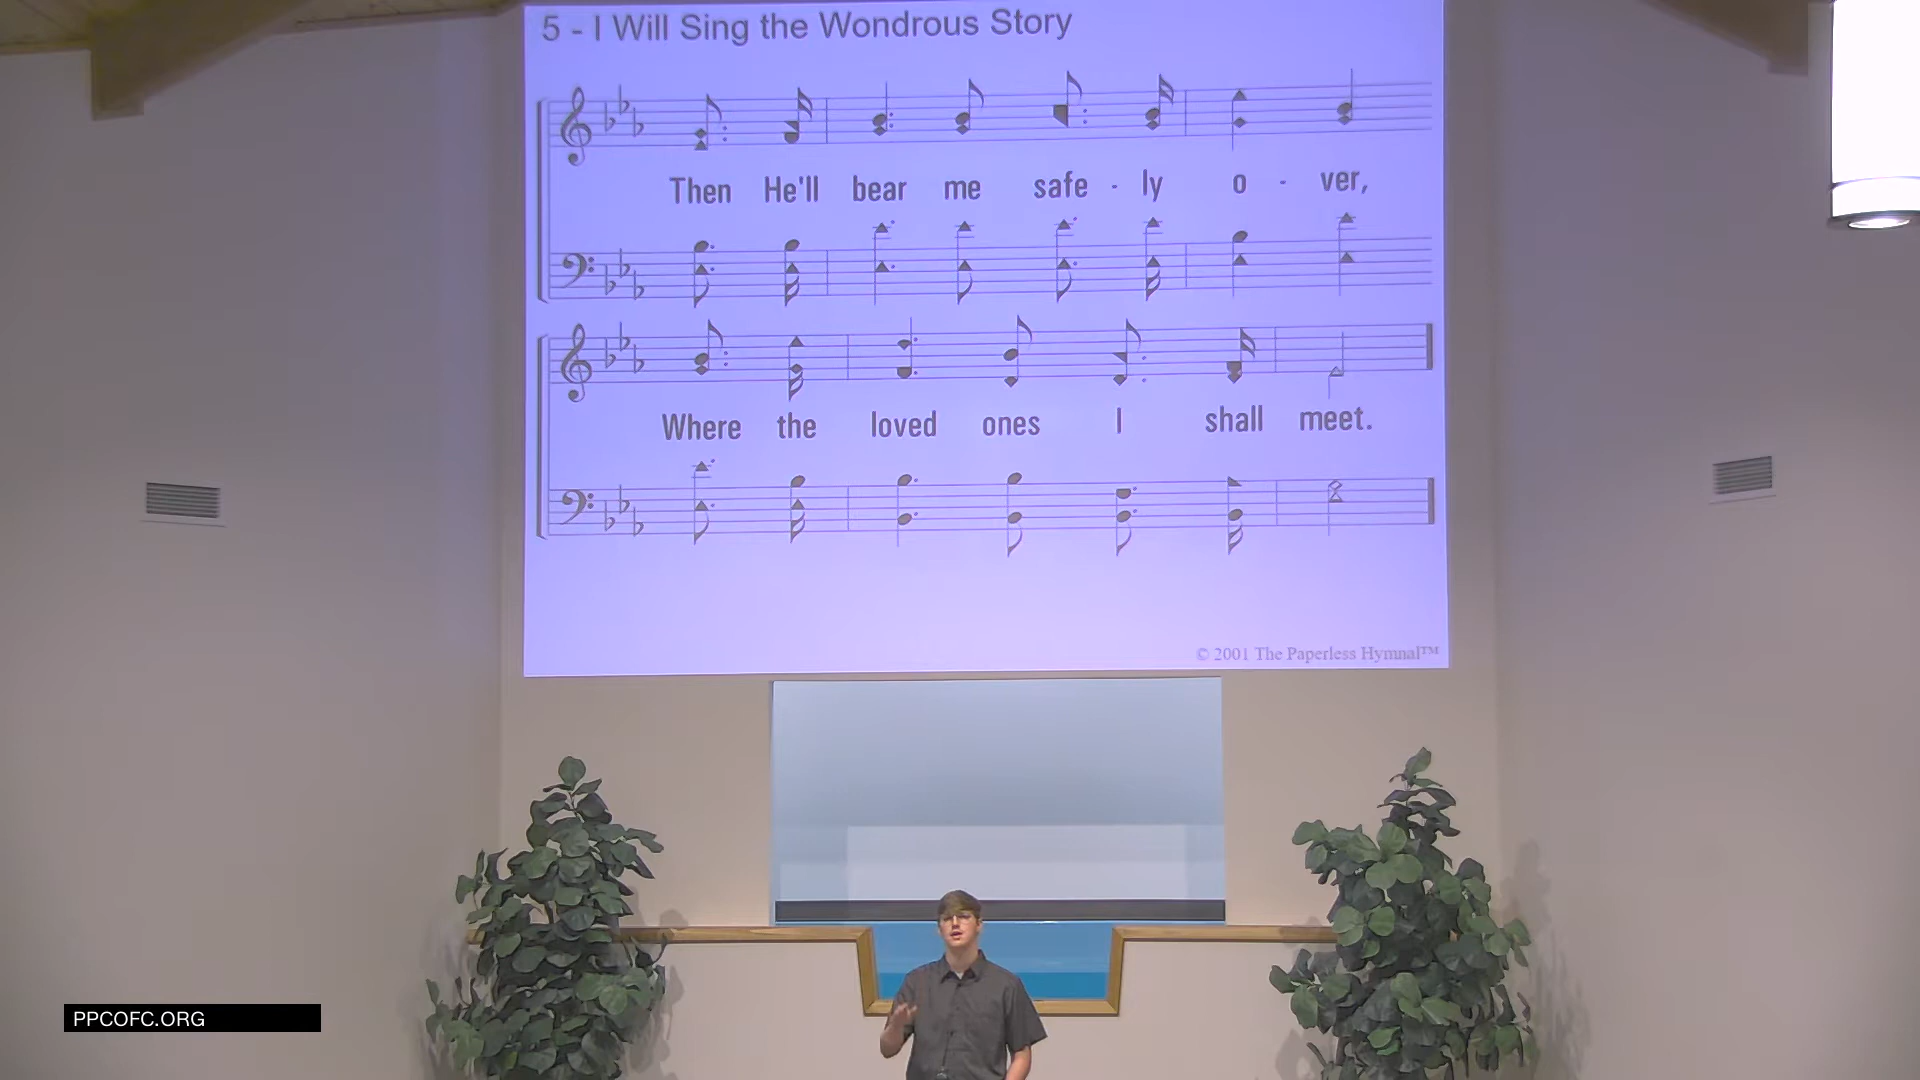 5 - I Will Sing the Wondrous Story
Then He'll bear me safe - ly o - ver,
Where the loved ones I shall meet.
© 2001 The Paperless Hymnal™
PPCOFC.ORG